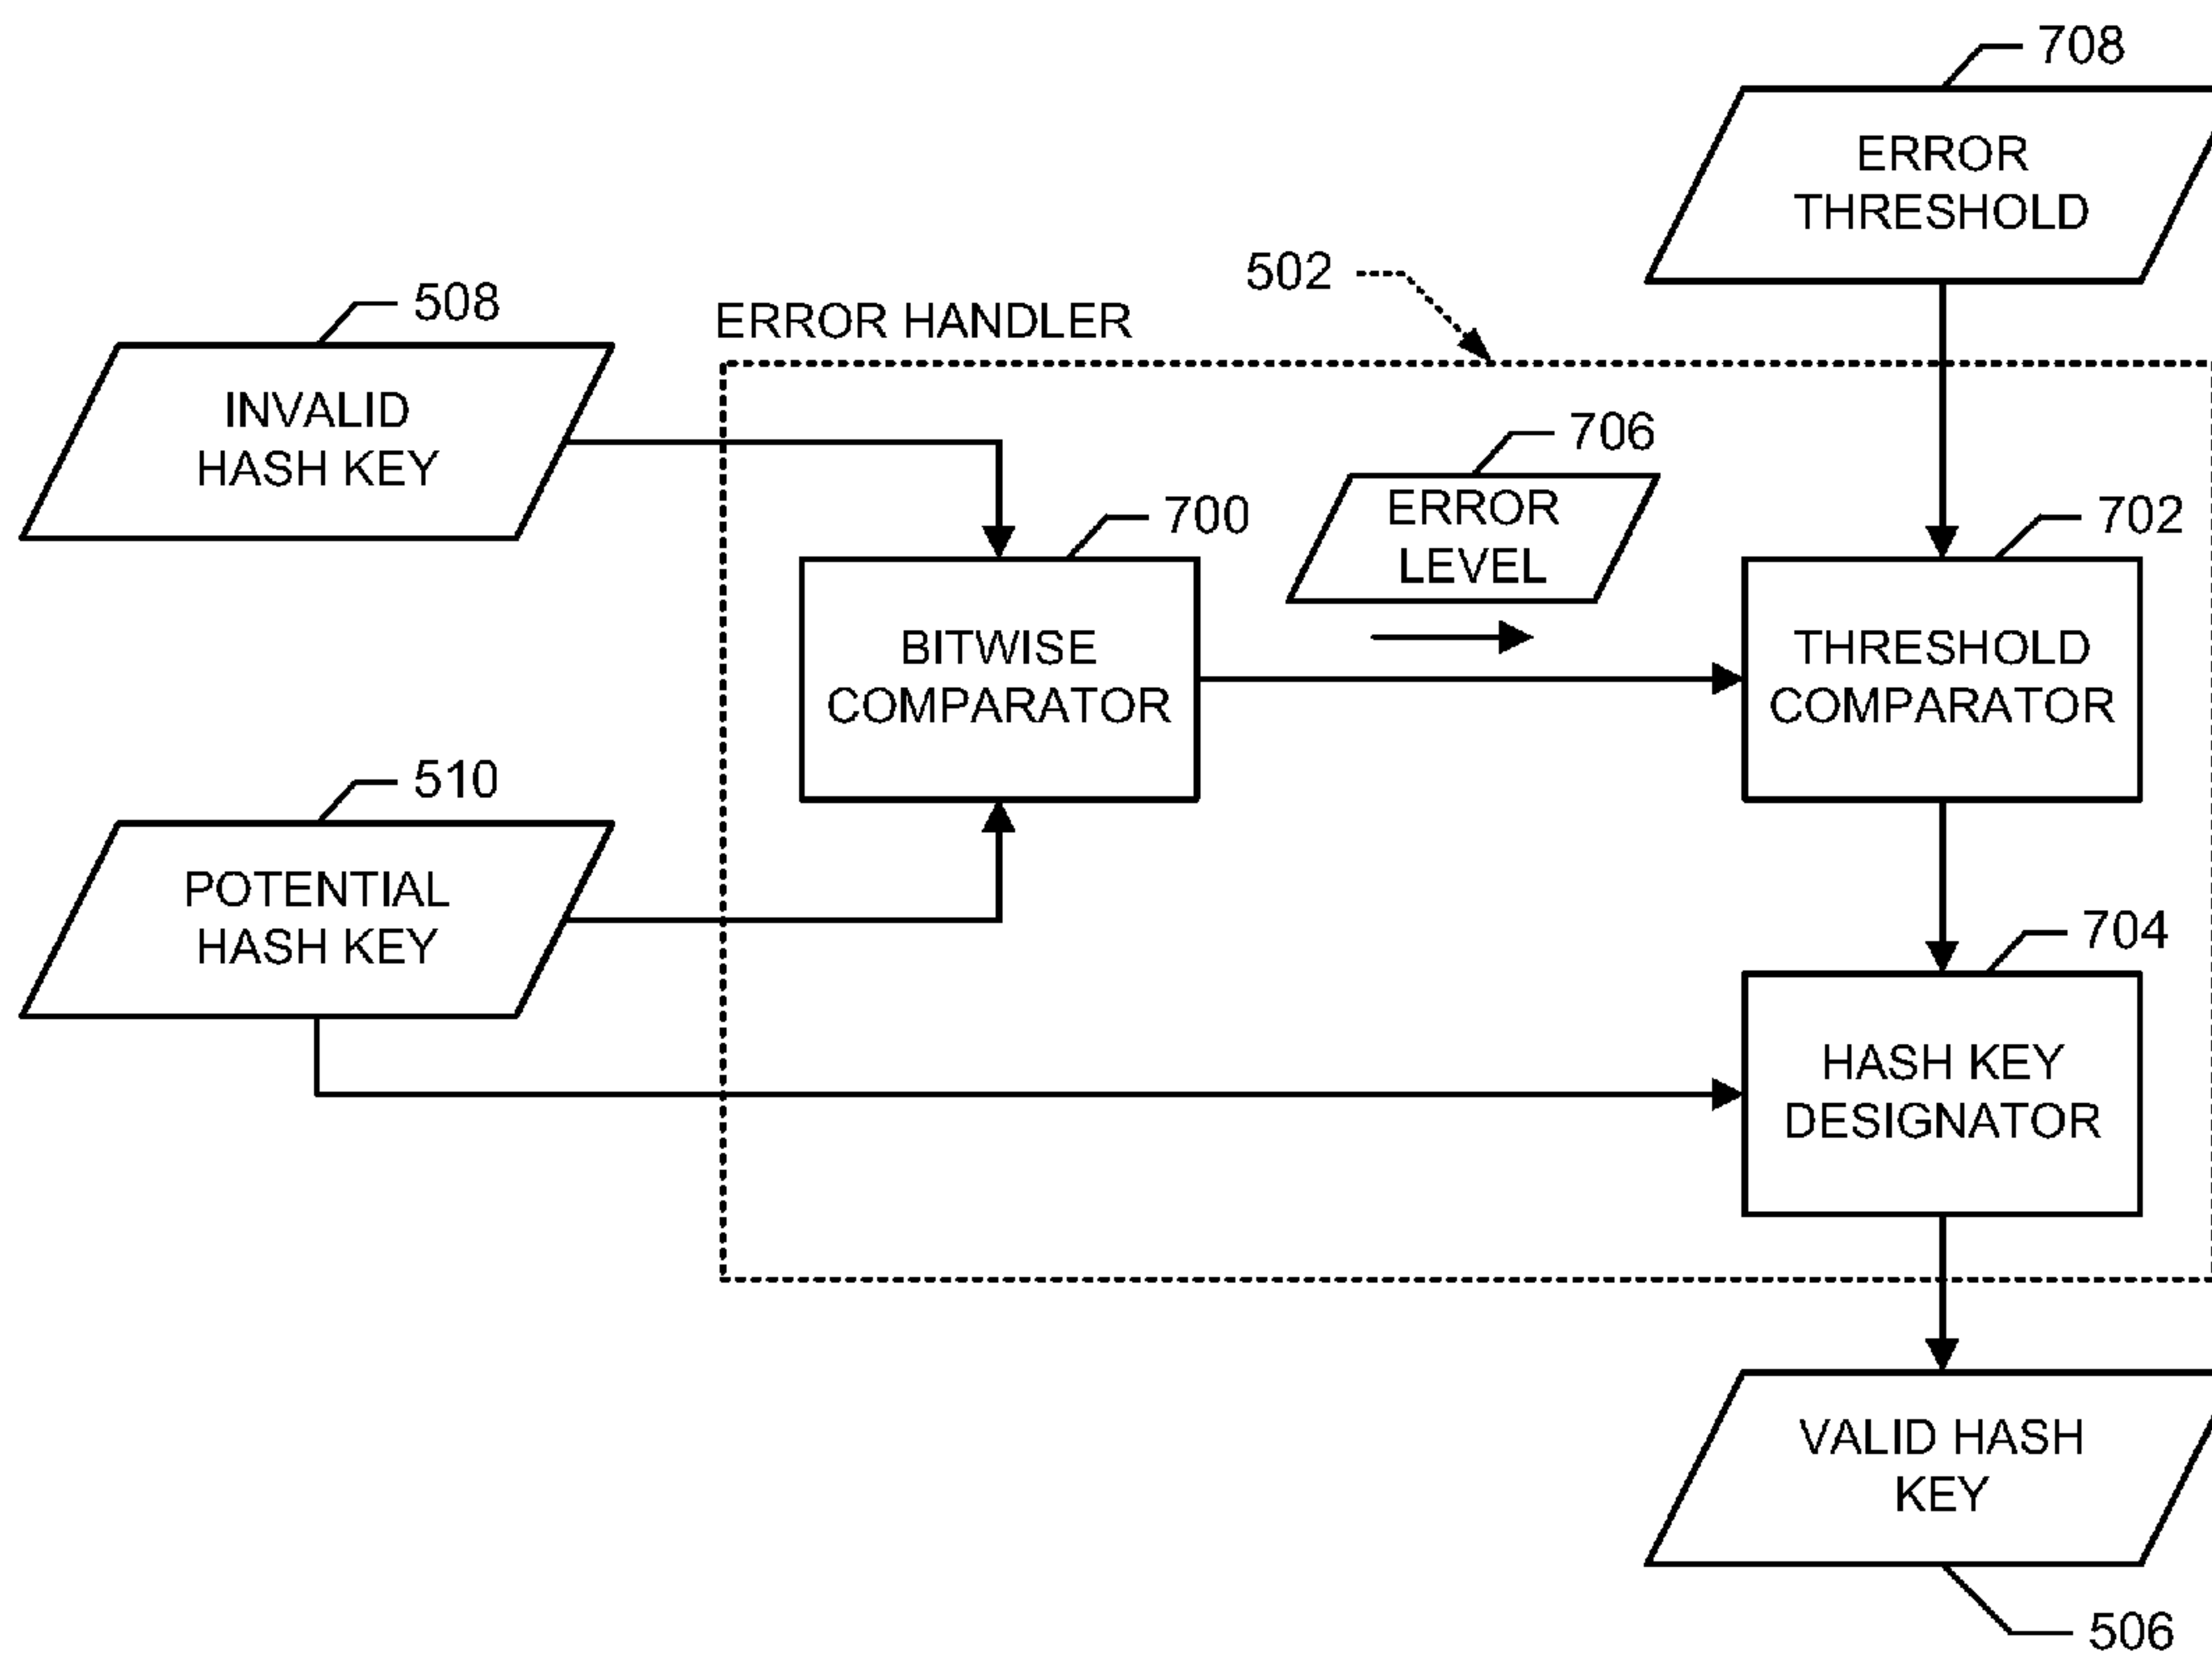 708
ERROR
THRESHOLD
502
508
ERROR HANDLER
INVALID
HASH KEY
706
ERROR
LEVEL
700
702
BITWISE
COMPARATOR
THRESHOLD
COMPARATOR
510
POTENTIAL
HASH KEY
704
HASH KEY
DESIGNATOR
VALID HASH
KEY
506